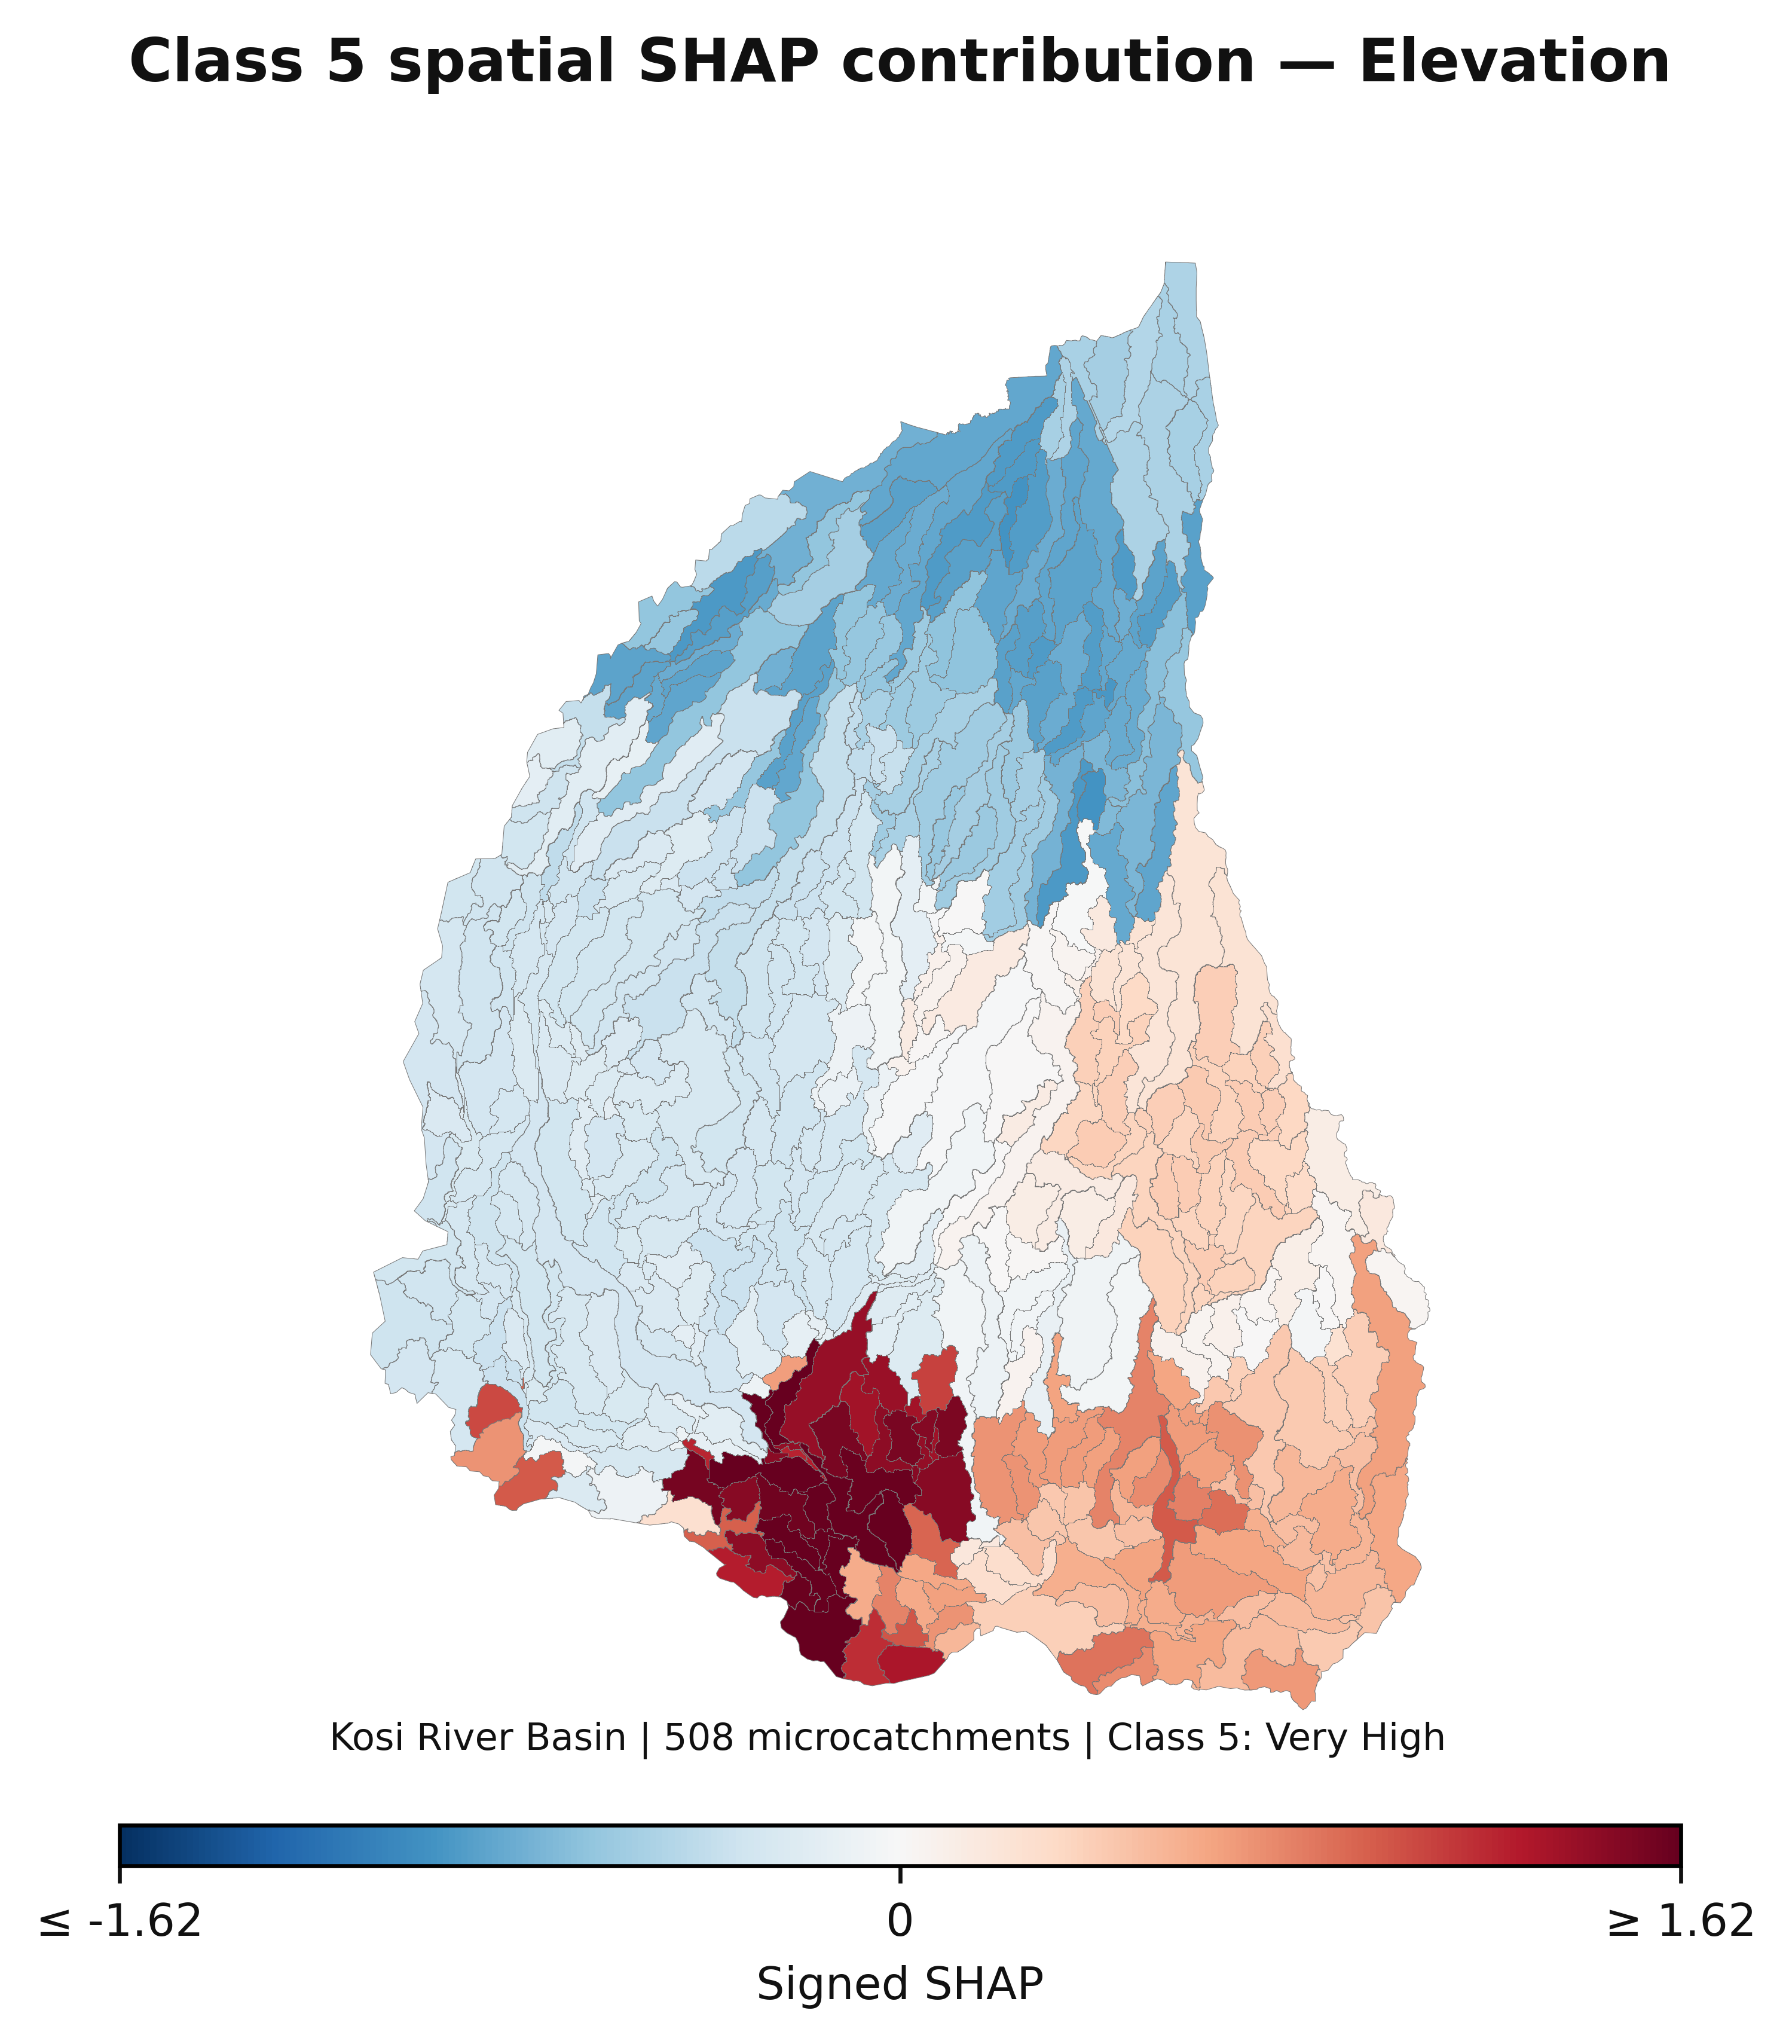 Class 5 spatial SHAP contribution — Elevation
Kosi River Basin | 508 microcatchments | Class 5: Very High
≤ -1.62
0
≥ 1.62
Signed SHAP